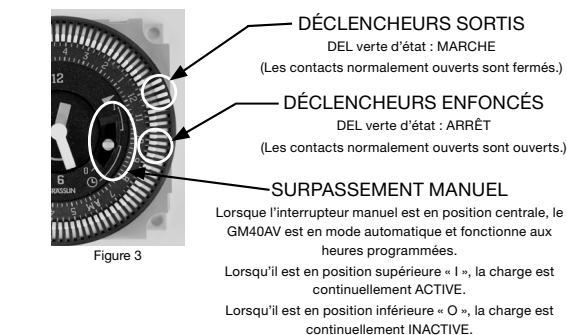 DÉCLENCHEURS SORTIS
DEL verte d'état : MARCHE
(Les contacts normalement ouverts sont fermés.)
DÉCLENCHEURS ENFONCÉS
DEL verte d'état : ARRÊT
(Les contacts normalement ouverts sont ouverts.)
SURPASSEMENT MANUEL
Lorsque l'interrupteur manuel est en position centrale, le
GM40AV est en mode automatique et fonctionne aux
heures programmées.
Lorsqu'il est en position supérieure « I », la charge est
continuellement ACTIVE.
Lorsqu'il est en position inférieure « O », la charge est
continuellement INACTIVE.
12
6
AM
Figure 3